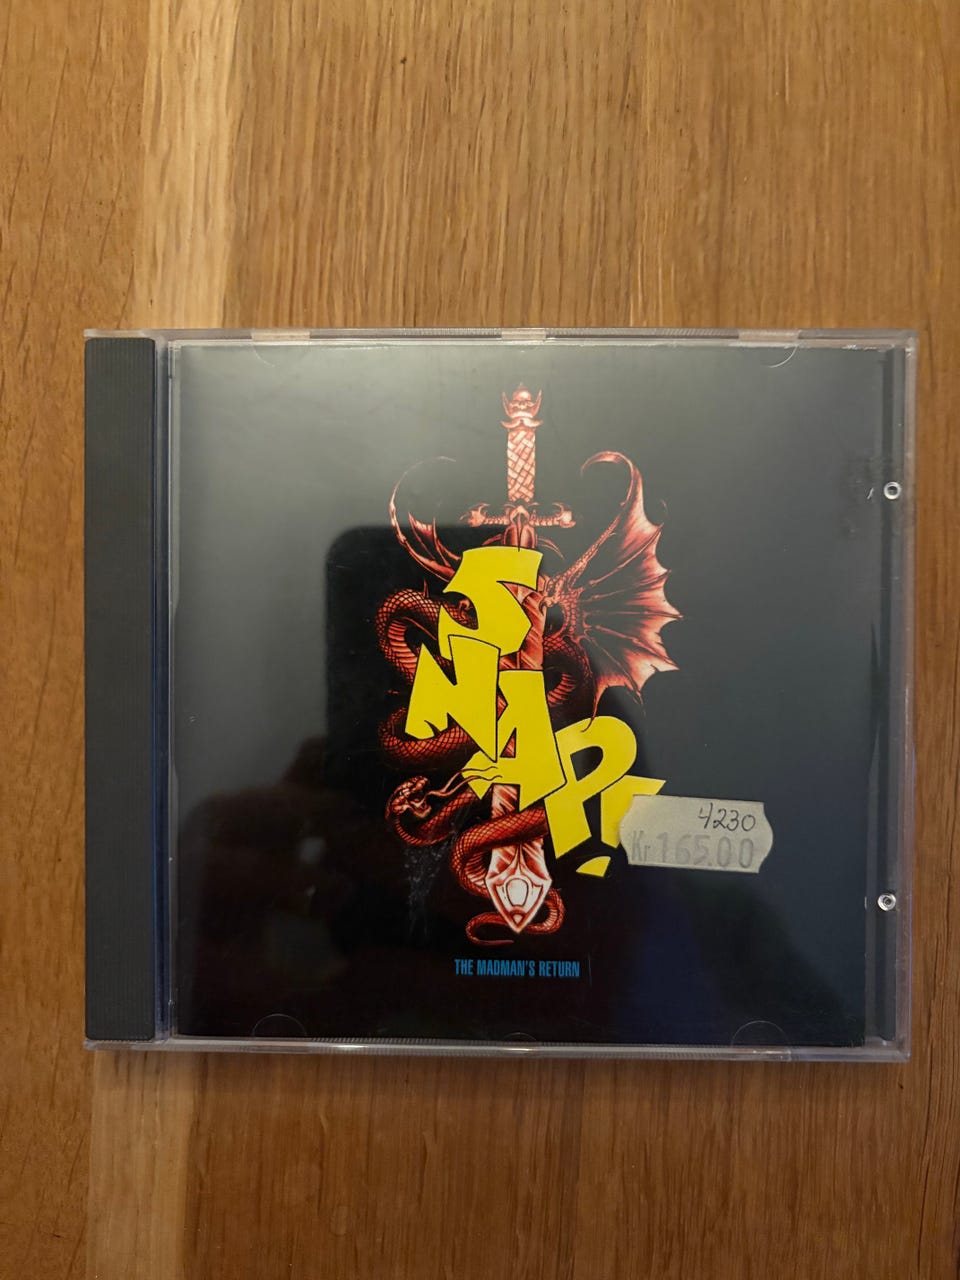 SNAP!
4230
Kr 165.00
THE MADMAN'S RETURN